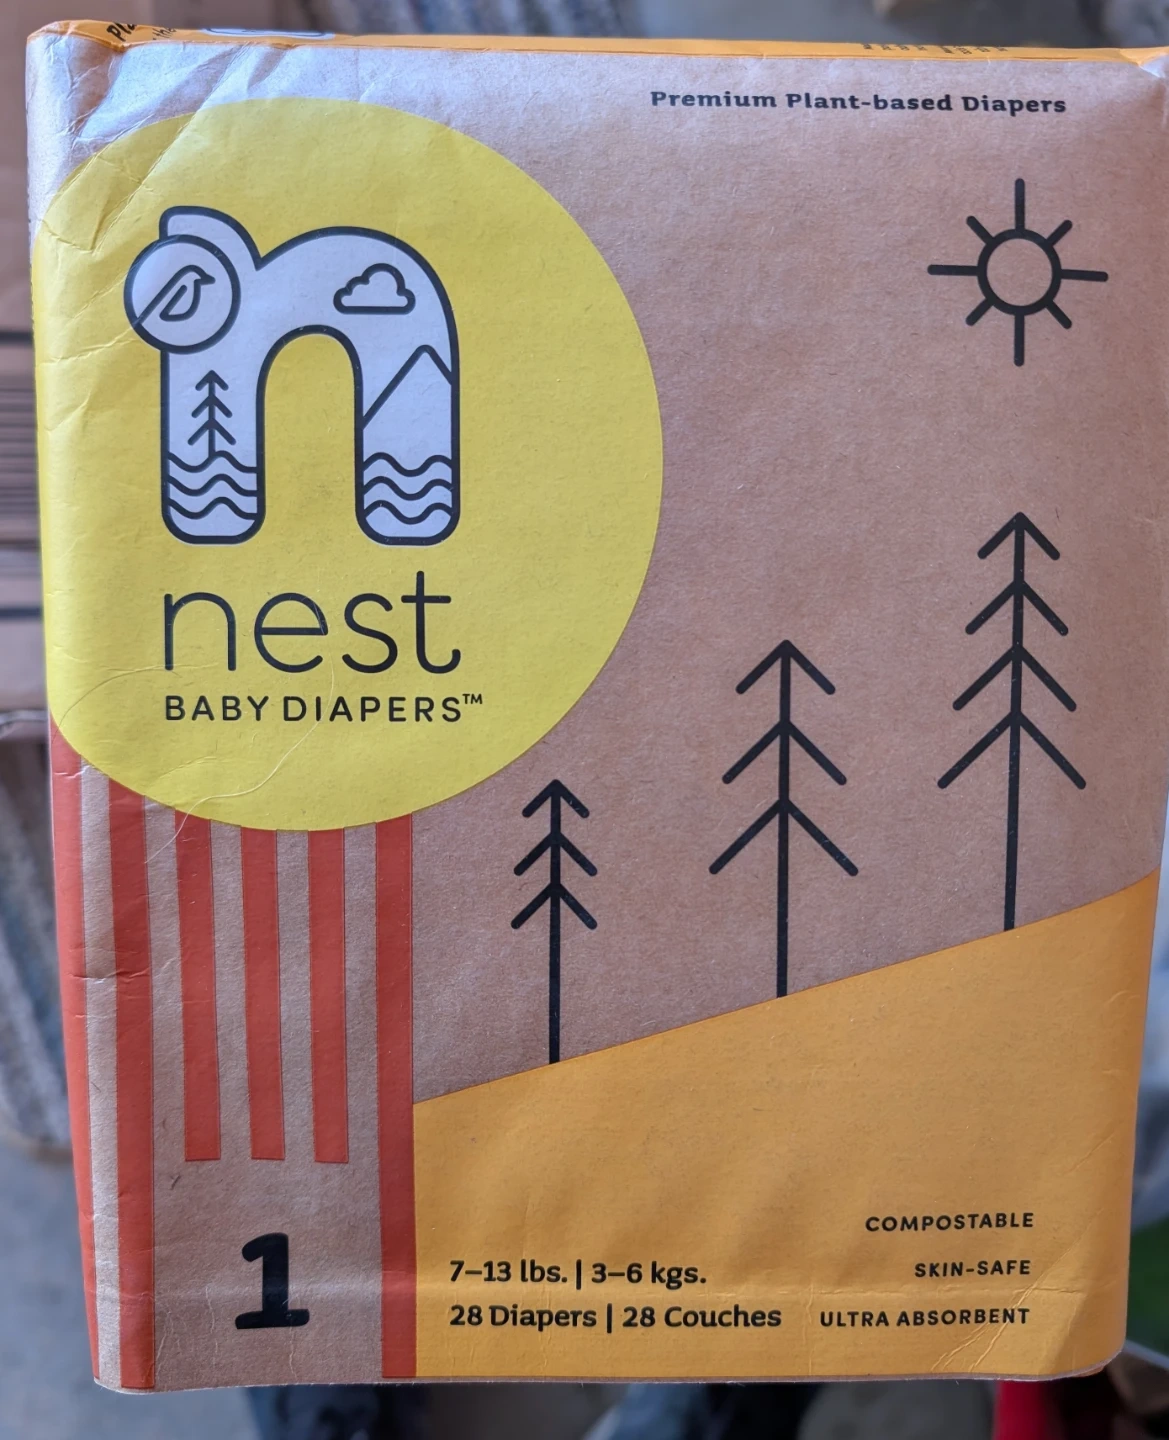 Premium Plant-based Diapers
n
nest
BABY DIAPERS™
1
7–13 lbs. | 3–6 kgs.
28 Diapers | 28 Couches
COMPOSTABLE
SKIN-SAFE
ULTRA ABSORBENT